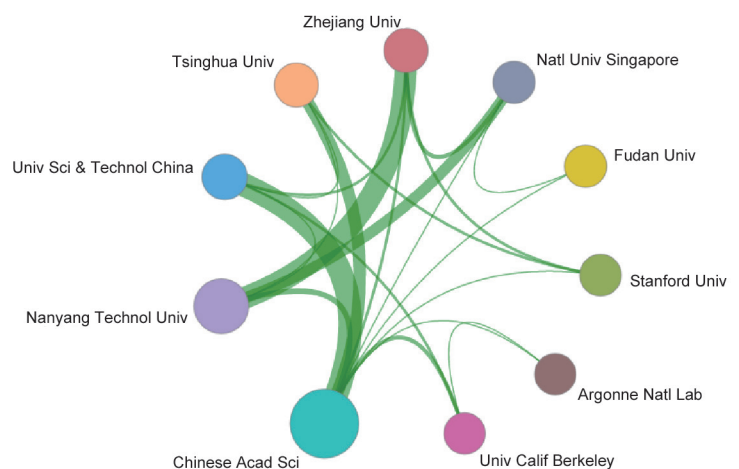 Zhejiang Univ
Natl Univ Singapore
Tsinghua Univ
Fudan Univ
Univ Sci & Technol China
Stanford Univ
Nanyang Technol Univ
Argonne Natl Lab
Univ Calif Berkeley
Chinese Acad Sci